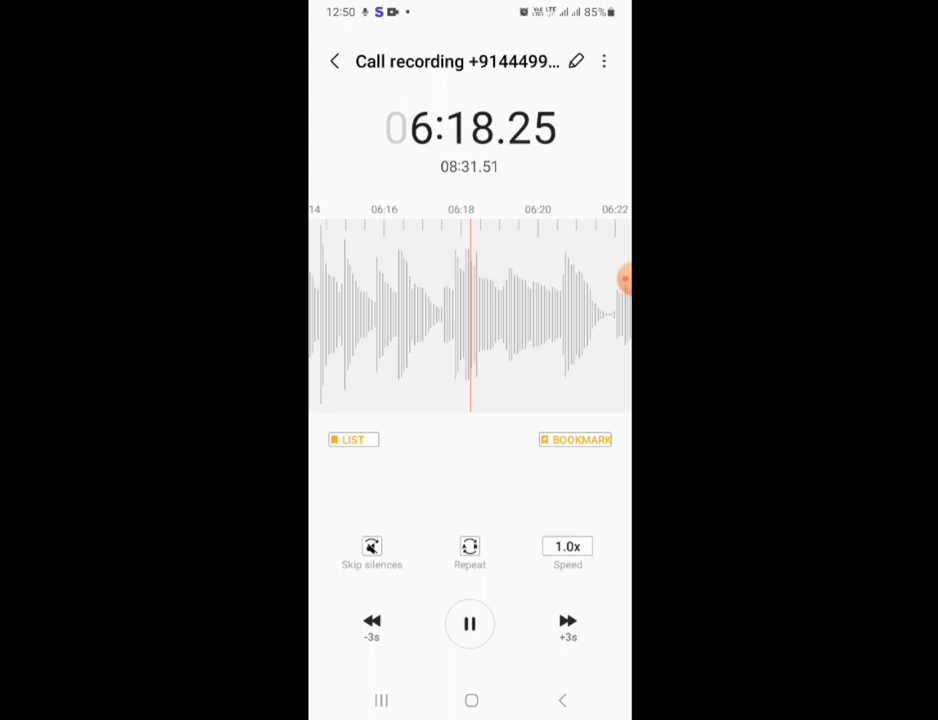 12:50 S 85%
Call recording +9144499...
06:18.25
08:31.51
14 06:16 06:18 06:20 06:22
LIST BOOKMARK
1.0x
Skip silences Repeat Speed
-3s +3s